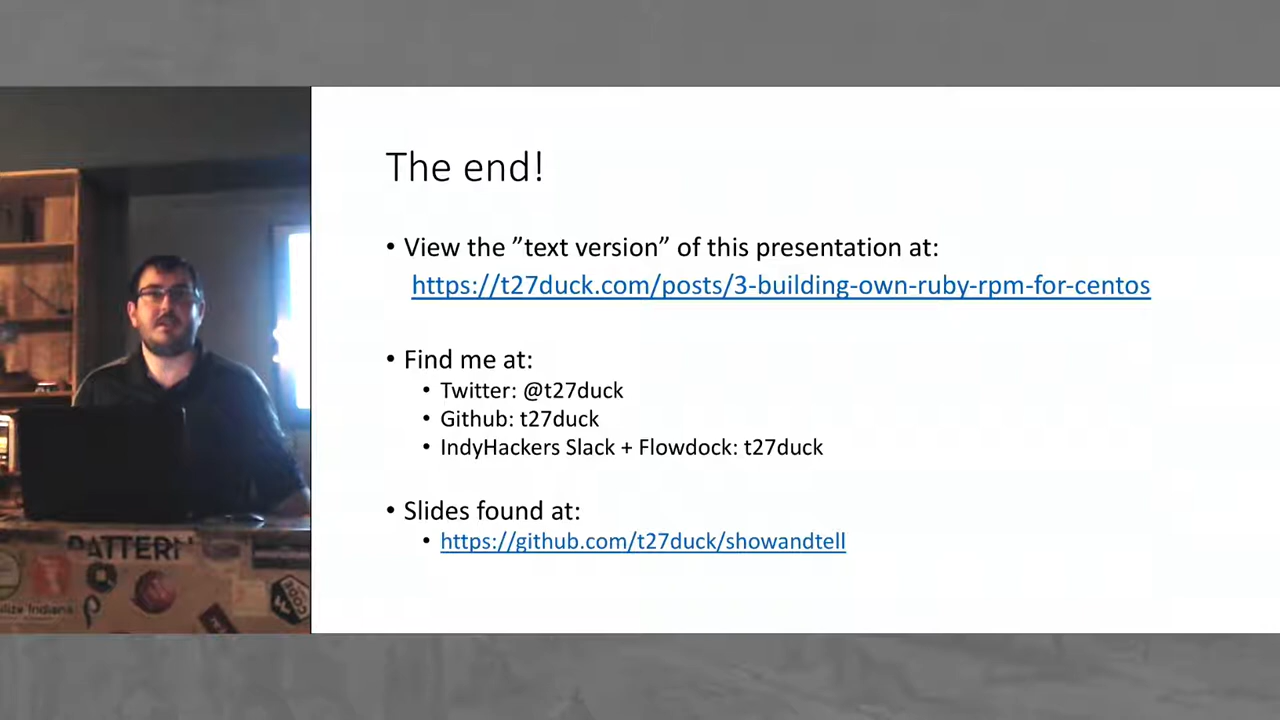 The end!
• View the ”text version” of this presentation at:
https://t27duck.com/posts/3-building-own-ruby-rpm-for-centos
• Find me at:
• Twitter: @t27duck
• Github: t27duck
• IndyHackers Slack + Flowdock: t27duck
• Slides found at:
• https://github.com/t27duck/showandtell
PATTERN
CODE